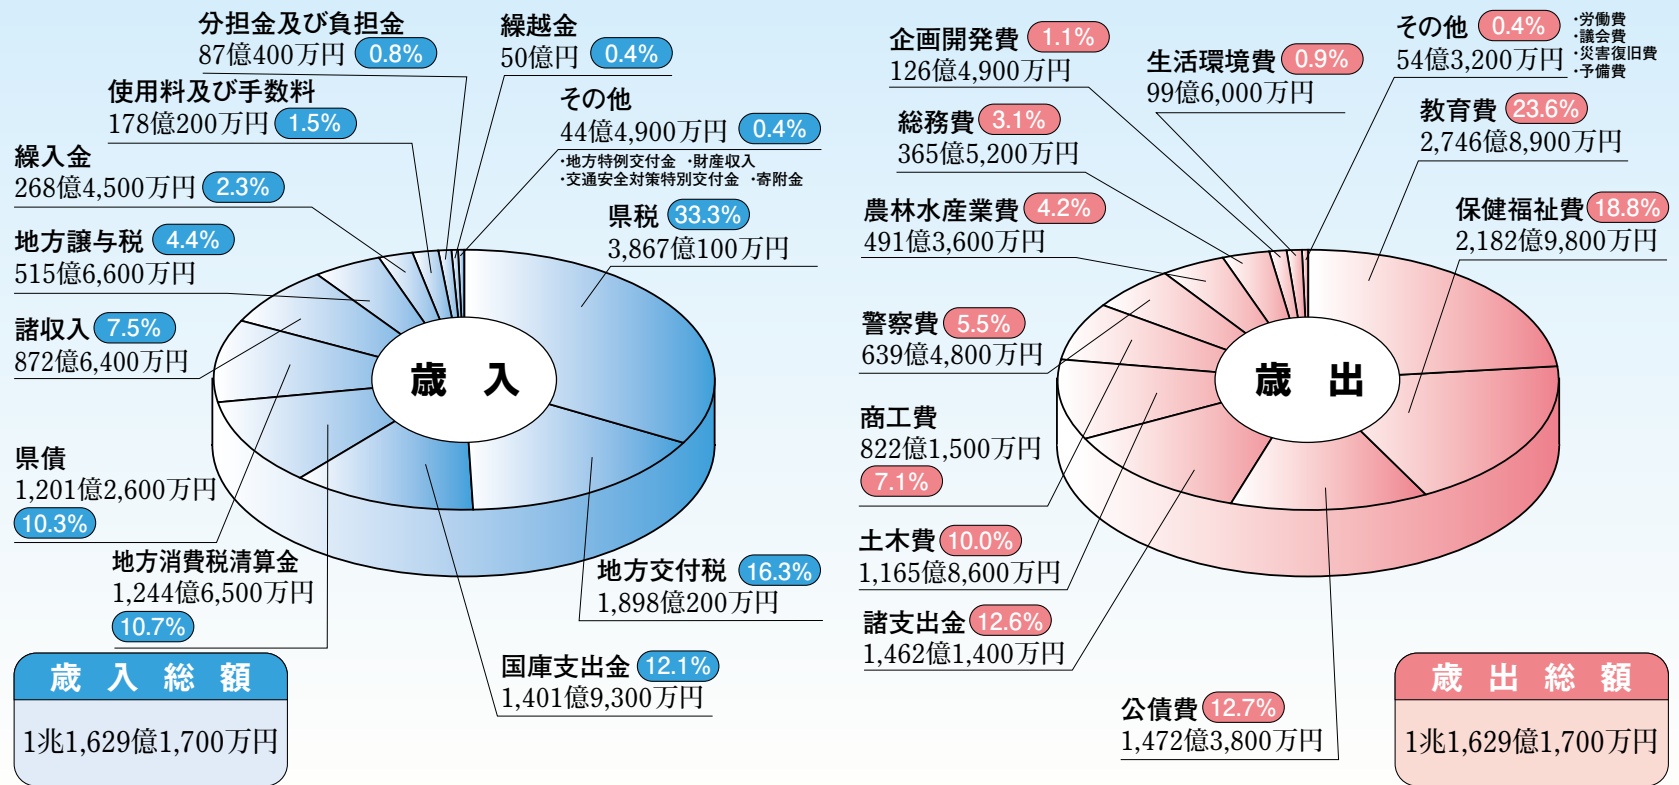 分担金及び負担金
87億400万円 0.8%
繰越金
50億円 0.4%
使用料及び手数料
178億200万円 1.5%
その他
44億4,900万円 0.4%
・地方特例交付金 ・財産収入
・交通安全対策特別交付金 ・寄附金
繰入金
268億4,500万円 2.3%
県税 33.3%
3,867億100万円
地方譲与税 4.4%
515億6,600万円
諸収入 7.5%
872億6,400万円
歳入
県債
1,201億2,600万円
10.3%
地方消費税清算金
1,244億6,500万円
10.7%
地方交付税 16.3%
1,898億200万円
国庫支出金 12.1%
1,401億9,300万円
歳入総額
1兆1,629億1,700万円
企画開発費 1.1%
126億4,900万円
生活環境費 0.9%
99億6,000万円
その他 0.4%
54億3,200万円
・労働費
・議会費
・災害復旧費
・予備費
総務費 3.1%
365億5,200万円
教育費 23.6%
2,746億8,900万円
農林水産業費 4.2%
491億3,600万円
保健福祉費 18.8%
2,182億9,800万円
警察費 5.5%
639億4,800万円
歳出
商工費
822億1,500万円
7.1%
土木費 10.0%
1,165億8,600万円
諸支出金 12.6%
1,462億1,400万円
公債費 12.7%
1,472億3,800万円
歳出総額
1兆1,629億1,700万円